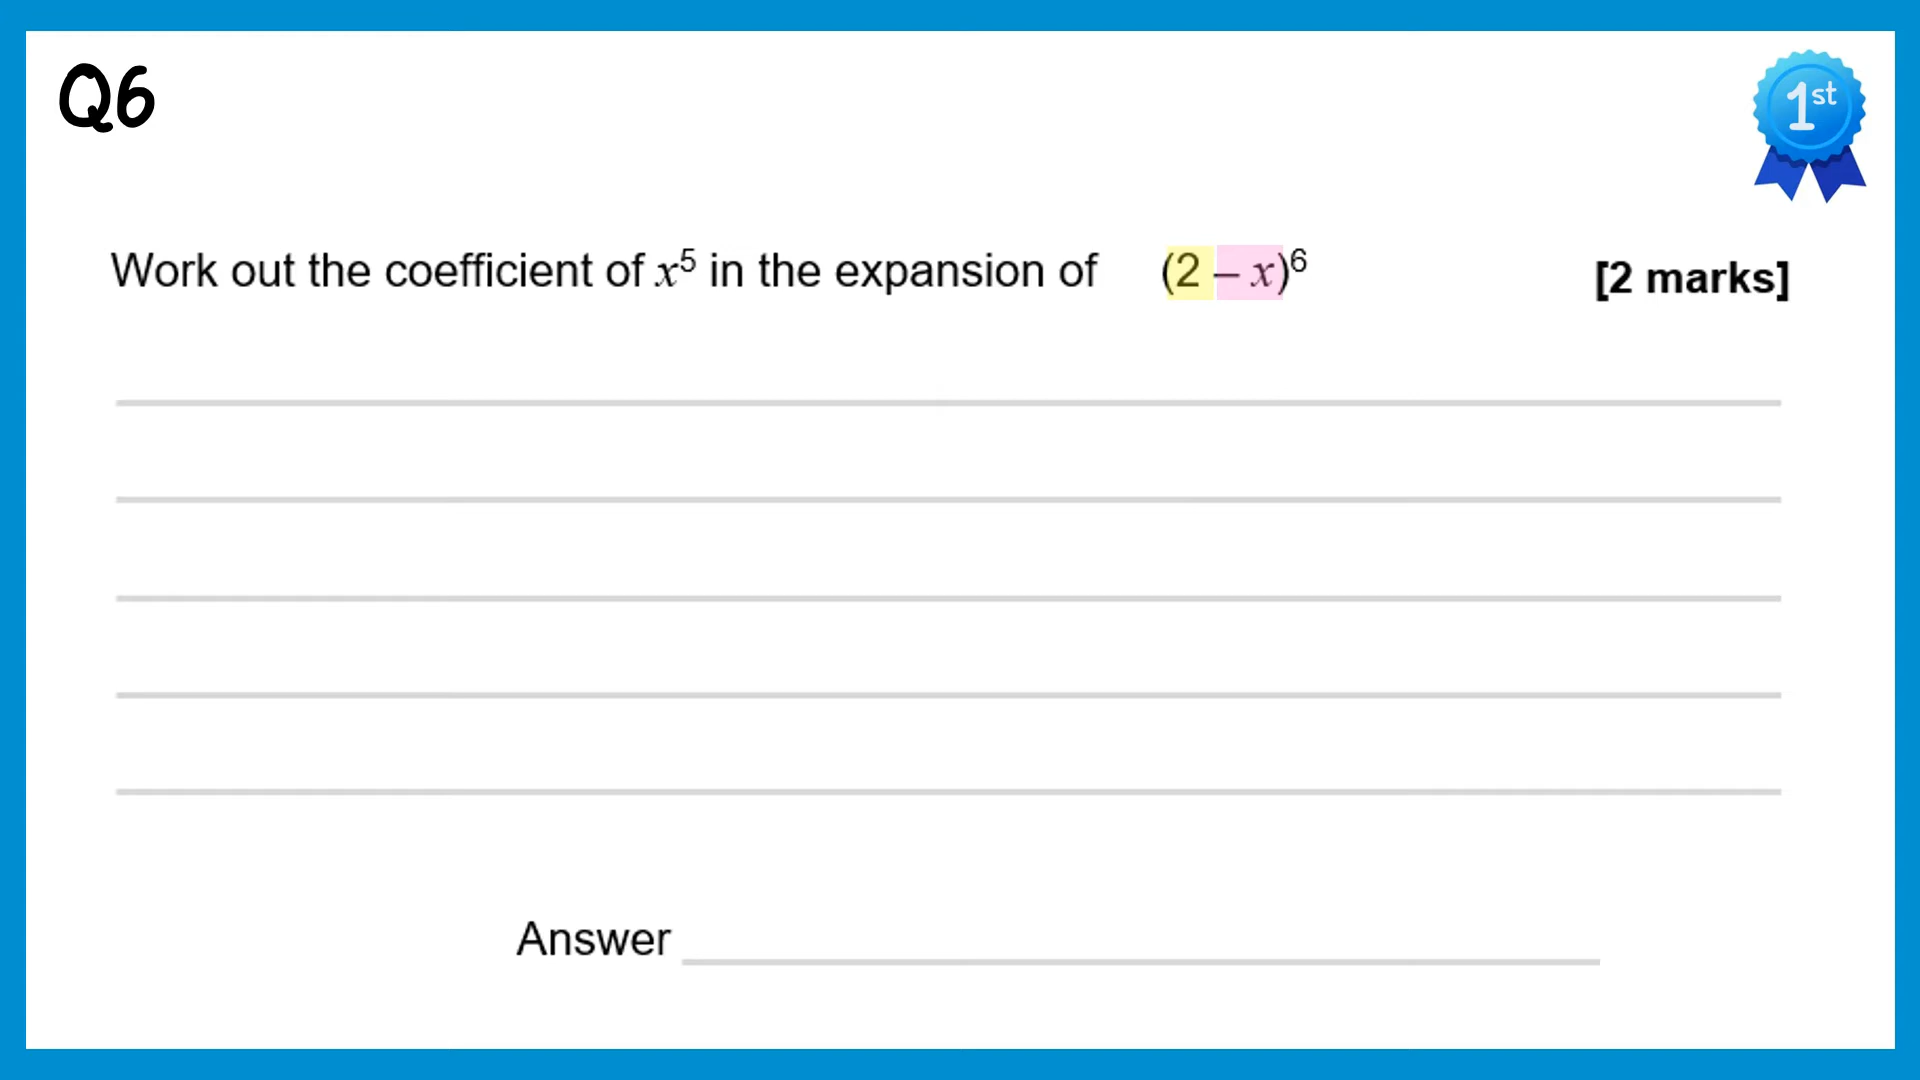 Q6
1st
Work out the coefficient of x⁵ in the expansion of (2 – x)⁶ [2 marks]
Answer